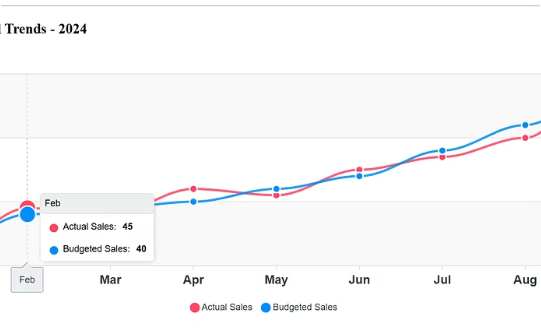 Trends - 2024
Feb
Actual Sales: 45
Budgeted Sales: 40
Feb Mar Apr May Jun Jul Aug
Actual Sales Budgeted Sales